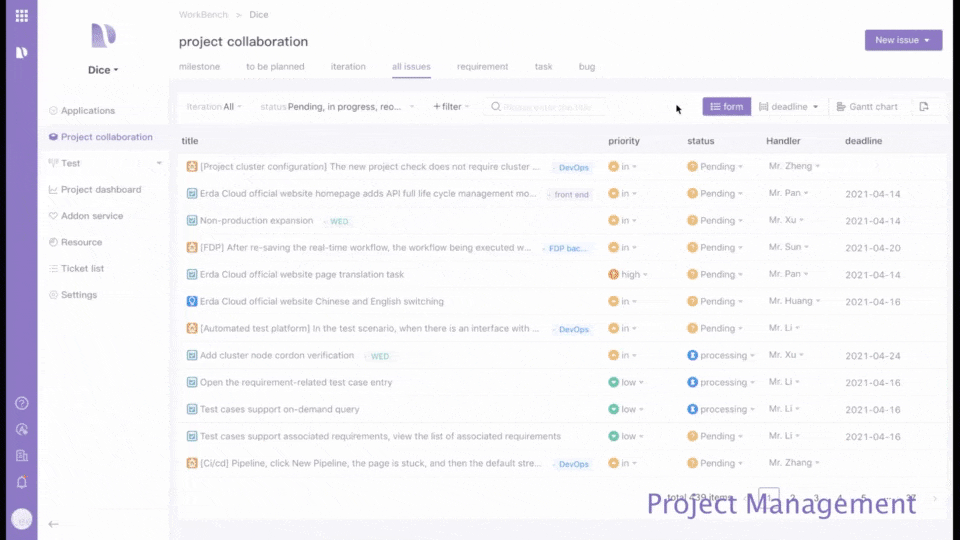 WorkBench > Dice
project collaboration
New issue
milestone to be planned iteration all issues requirement task bug
Dice
Applications
Project collaboration
Test
Project dashboard
Addon service
Resource
Ticket list
Settings
Iteration All status Pending, in progress, reo... + filter Please enter the title form deadline Gantt chart
title priority status Handler deadline
[Project cluster configuration] The new project check does not require cluster ... DevOps in Pending Mr. Zheng
Erda Cloud official website homepage adds API full life cycle management mo... front end in Pending Mr. Pan 2021-04-14
Non-production expansion WED in Pending Mr. Xu 2021-04-14
[FDP] After re-saving the real-time workflow, the workflow being executed w... FDP bac... in Pending Mr. Sun 2021-04-20
Erda Cloud official website page translation task high Pending Mr. Pan 2021-04-14
Erda Cloud official website Chinese and English switching in Pending Mr. Huang 2021-04-16
[Automated test platform] In the test scenario, when there is an interface with ... DevOps in Pending Mr. Li
Add cluster node cordon verification WED in processing Mr. Xu 2021-04-24
Open the requirement-related test case entry low processing Mr. Li 2021-04-16
Test cases support on-demand query low processing Mr. Li 2021-04-16
Test cases support associated requirements, view the list of associated requirements low Pending Mr. Li 2021-04-16
[Ci/cd] Pipeline, click New Pipeline, the page is stuck, and then the default stre... DevOps in Pending Mr. Zhang
total 439 items 1 2 3 4 5 ... 37
Project Management